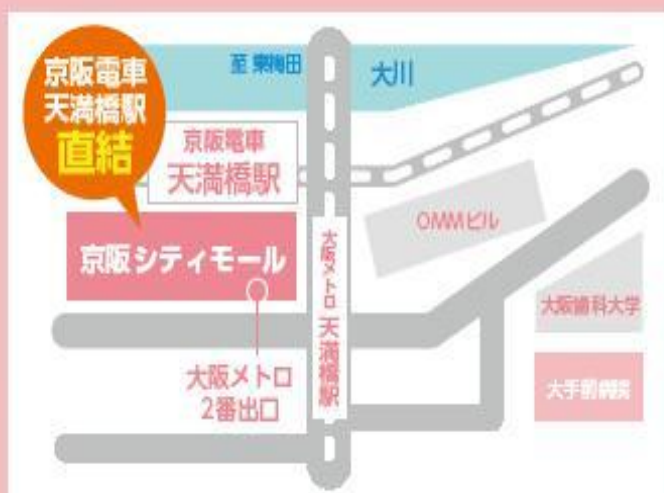 京阪電車
天満橋駅
直結
至 東梅田
大川
京阪電車
天満橋駅
京阪シティモール
OMMビル
大阪メトロ 天満橋駅
大阪メトロ
2番出口
大阪歯科大学
大手前病院